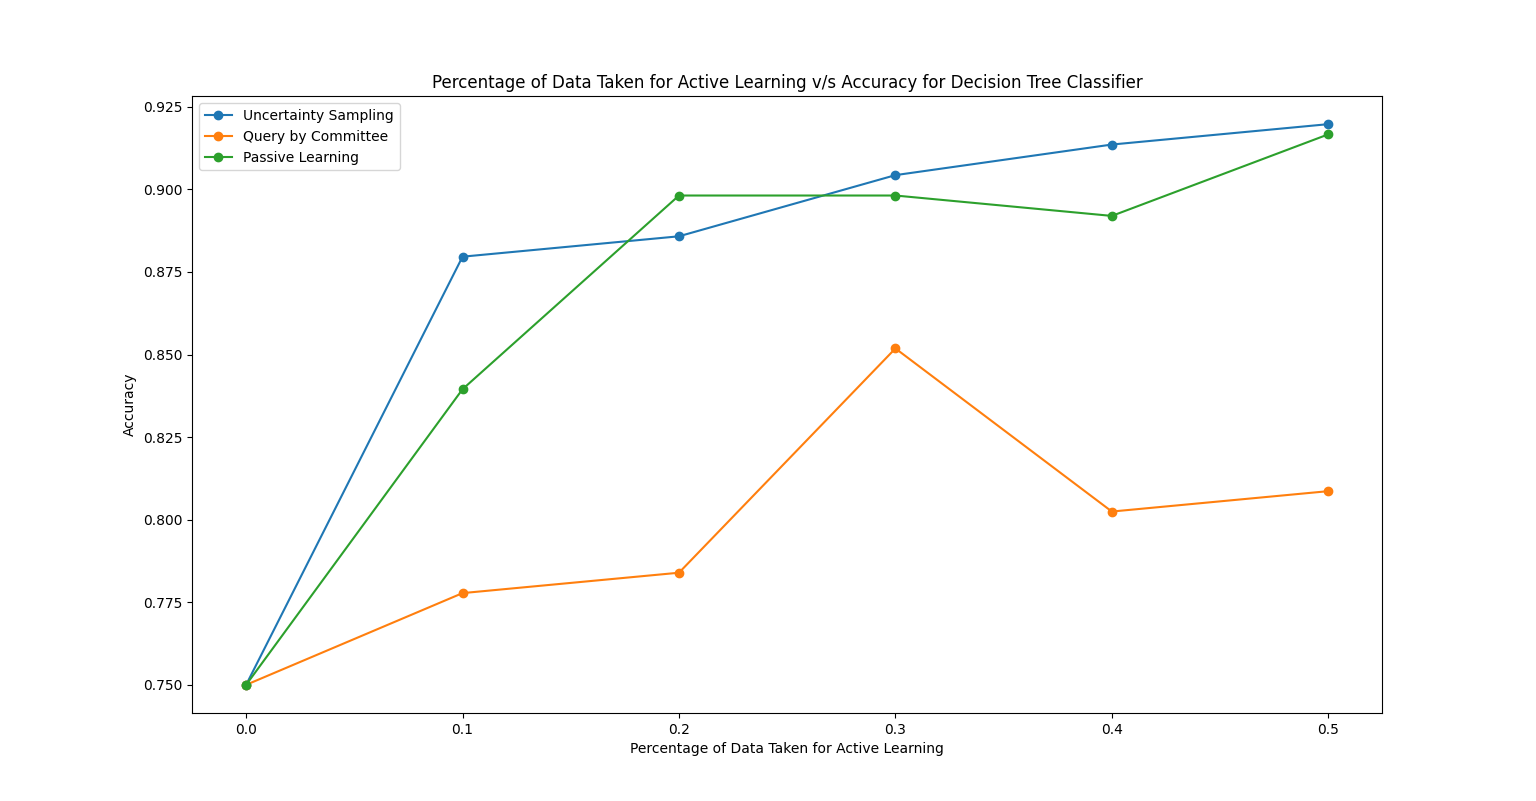 Percentage of Data Taken for Active Learning v/s Accuracy for Decision Tree Classifier
Uncertainty Sampling
Query by Committee
Passive Learning
Accuracy
0.925
0.900
0.875
0.850
0.825
0.800
0.775
0.750
0.0 0.1 0.2 0.3 0.4 0.5
Percentage of Data Taken for Active Learning